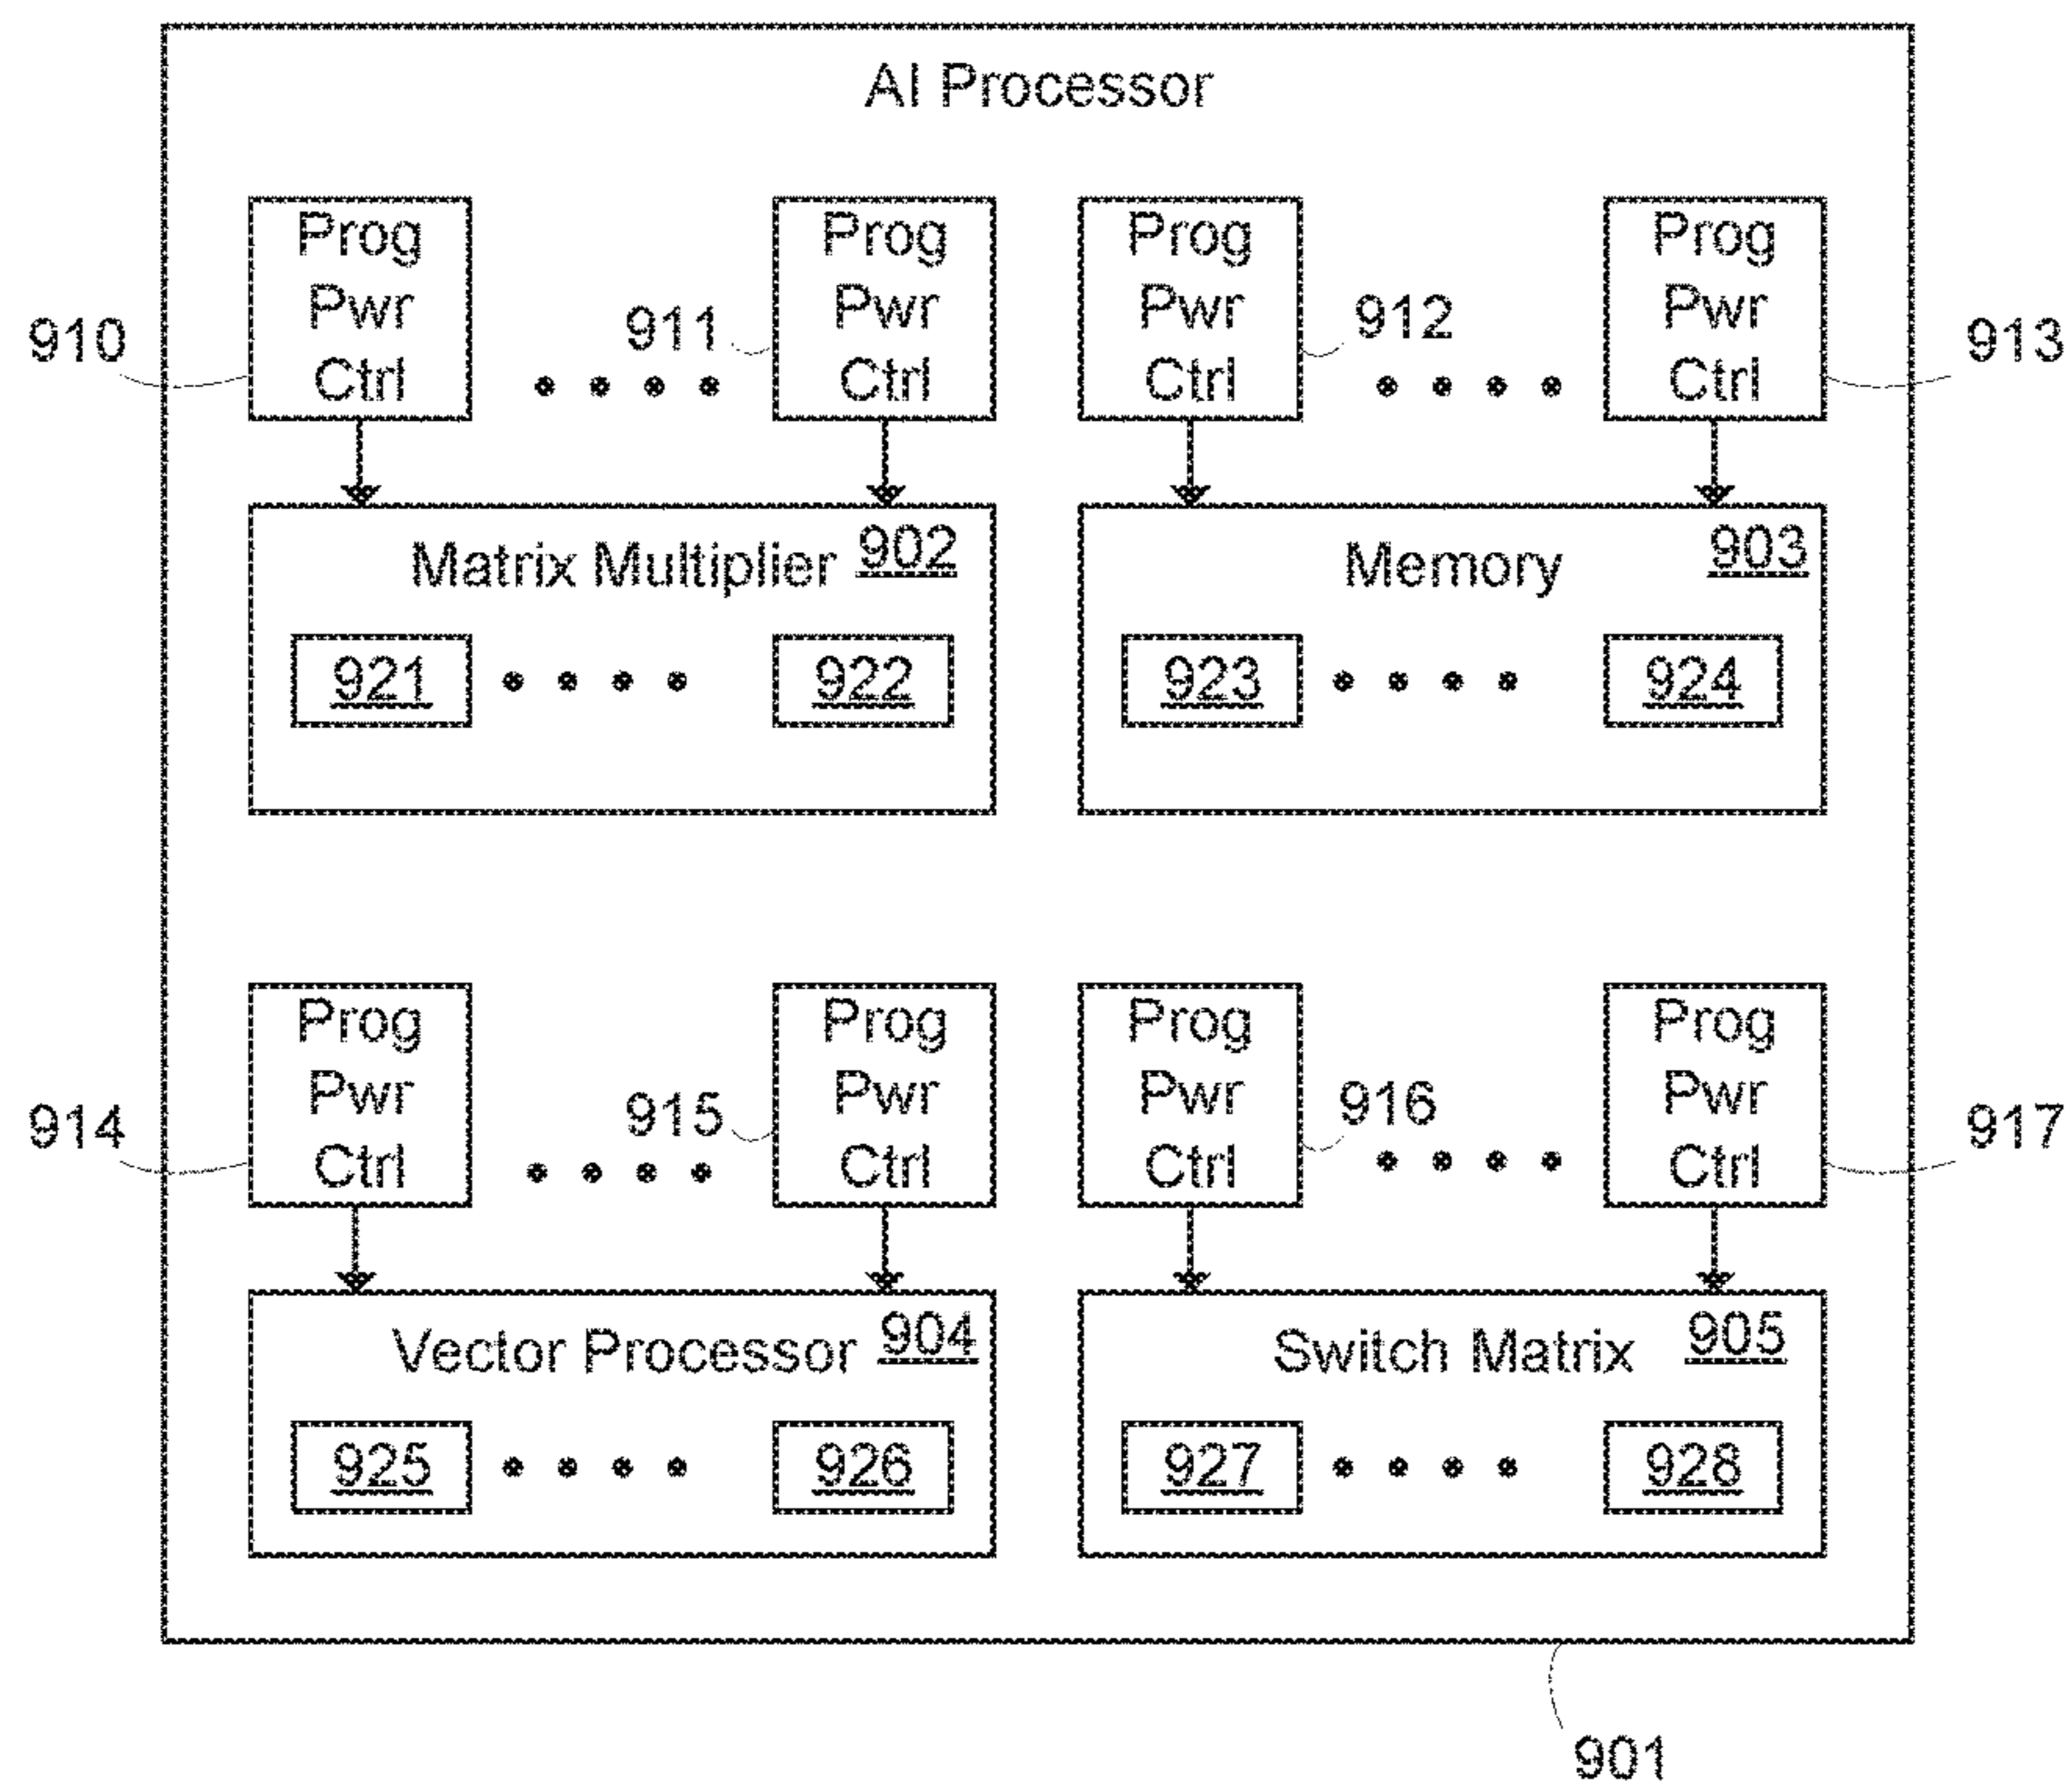 AI Processor
Prog
Pwr
Ctrl
910
911
Prog
Pwr
Ctrl
Prog
Pwr
Ctrl
912
Prog
Pwr
Ctrl
913
Matrix Multiplier 902
921
922
Memory 903
923
924
Prog
Pwr
Ctrl
914
915
Prog
Pwr
Ctrl
Prog
Pwr
Ctrl
916
Prog
Pwr
Ctrl
917
Vector Processor 904
925
926
Switch Matrix 905
927
928
901